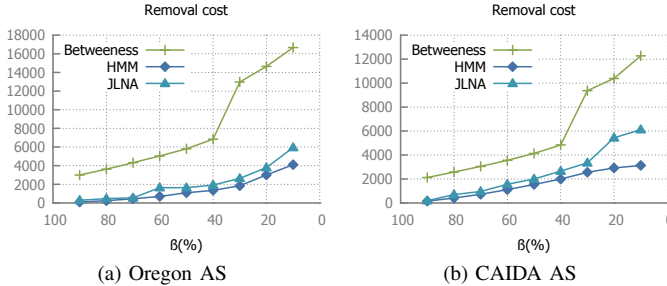 Removal cost
18000
16000
14000
12000
10000
8000
6000
4000
2000
0
Betweeness
HMM
JLNA
100 80 60 40 20 0
ß(%)
(a) Oregon AS
Removal cost
14000
12000
10000
8000
6000
4000
2000
0
Betweeness
HMM
JLNA
100 80 60 40 20 0
ß(%)
(b) CAIDA AS